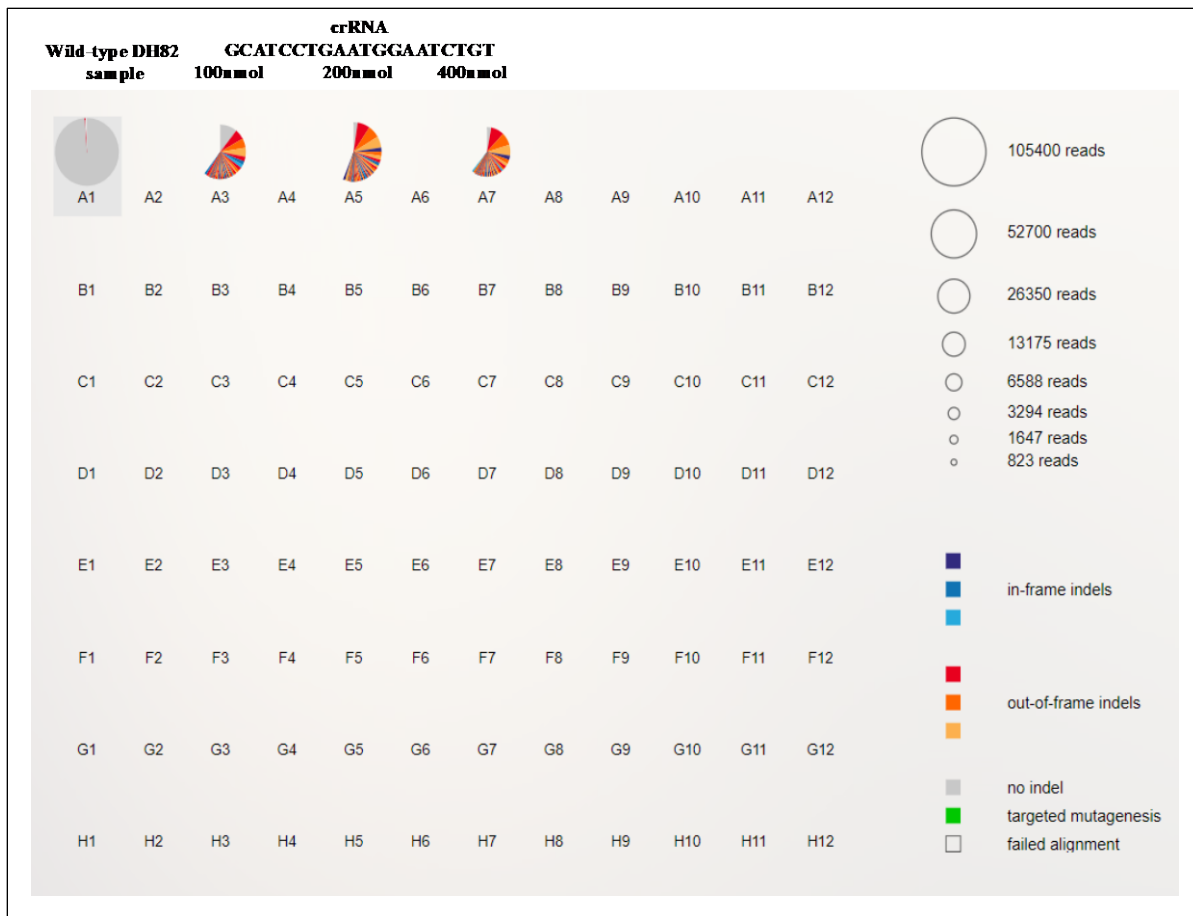 crRNA
Wild-type DH82 GCATCCTGAATGGAATCTGT
sample 100nmol 200nmol 400nmol
105400 reads
A1 A2 A3 A4 A5 A6 A7 A8 A9 A10 A11 A12
52700 reads
B1 B2 B3 B4 B5 B6 B7 B8 B9 B10 B11 B12
26350 reads
13175 reads
C1 C2 C3 C4 C5 C6 C7 C8 C9 C10 C11 C12
6588 reads
3294 reads
1647 reads
823 reads
D1 D2 D3 D4 D5 D6 D7 D8 D9 D10 D11 D12
E1 E2 E3 E4 E5 E6 E7 E8 E9 E10 E11 E12
in-frame indels
F1 F2 F3 F4 F5 F6 F7 F8 F9 F10 F11 F12
out-of-frame indels
G1 G2 G3 G4 G5 G6 G7 G8 G9 G10 G11 G12
no indel
targeted mutagenesis
H1 H2 H3 H4 H5 H6 H7 H8 H9 H10 H11 H12
failed alignment